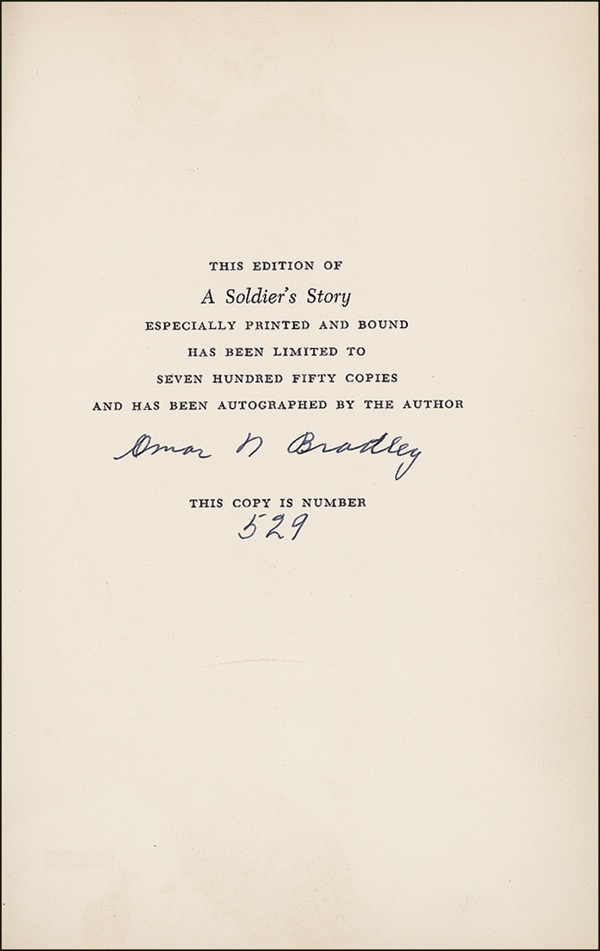 THIS EDITION OF
A Soldier's Story
ESPECIALLY PRINTED AND BOUND
HAS BEEN LIMITED TO
SEVEN HUNDRED FIFTY COPIES
AND HAS BEEN AUTOGRAPHED BY THE AUTHOR
Omar N Bradley
THIS COPY IS NUMBER
529